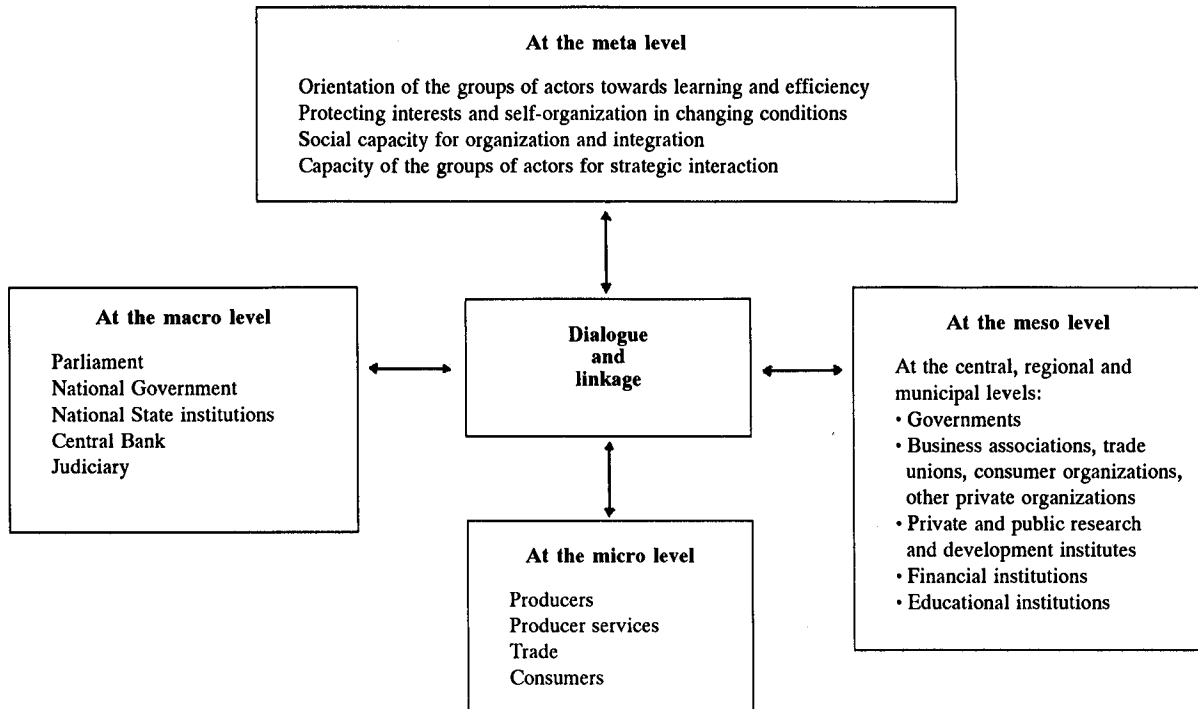 At the meta level
Orientation of the groups of actors towards learning and efficiency
Protecting interests and self-organization in changing conditions
Social capacity for organization and integration
Capacity of the groups of actors for strategic interaction
At the macro level
Parliament
National Government
National State institutions
Central Bank
Judiciary
Dialogue
and
linkage
At the meso level
At the central, regional and
municipal levels:
• Governments
• Business associations, trade
unions, consumer organizations,
other private organizations
• Private and public research
and development institutes
• Financial institutions
• Educational institutions
At the micro level
Producers
Producer services
Trade
Consumers